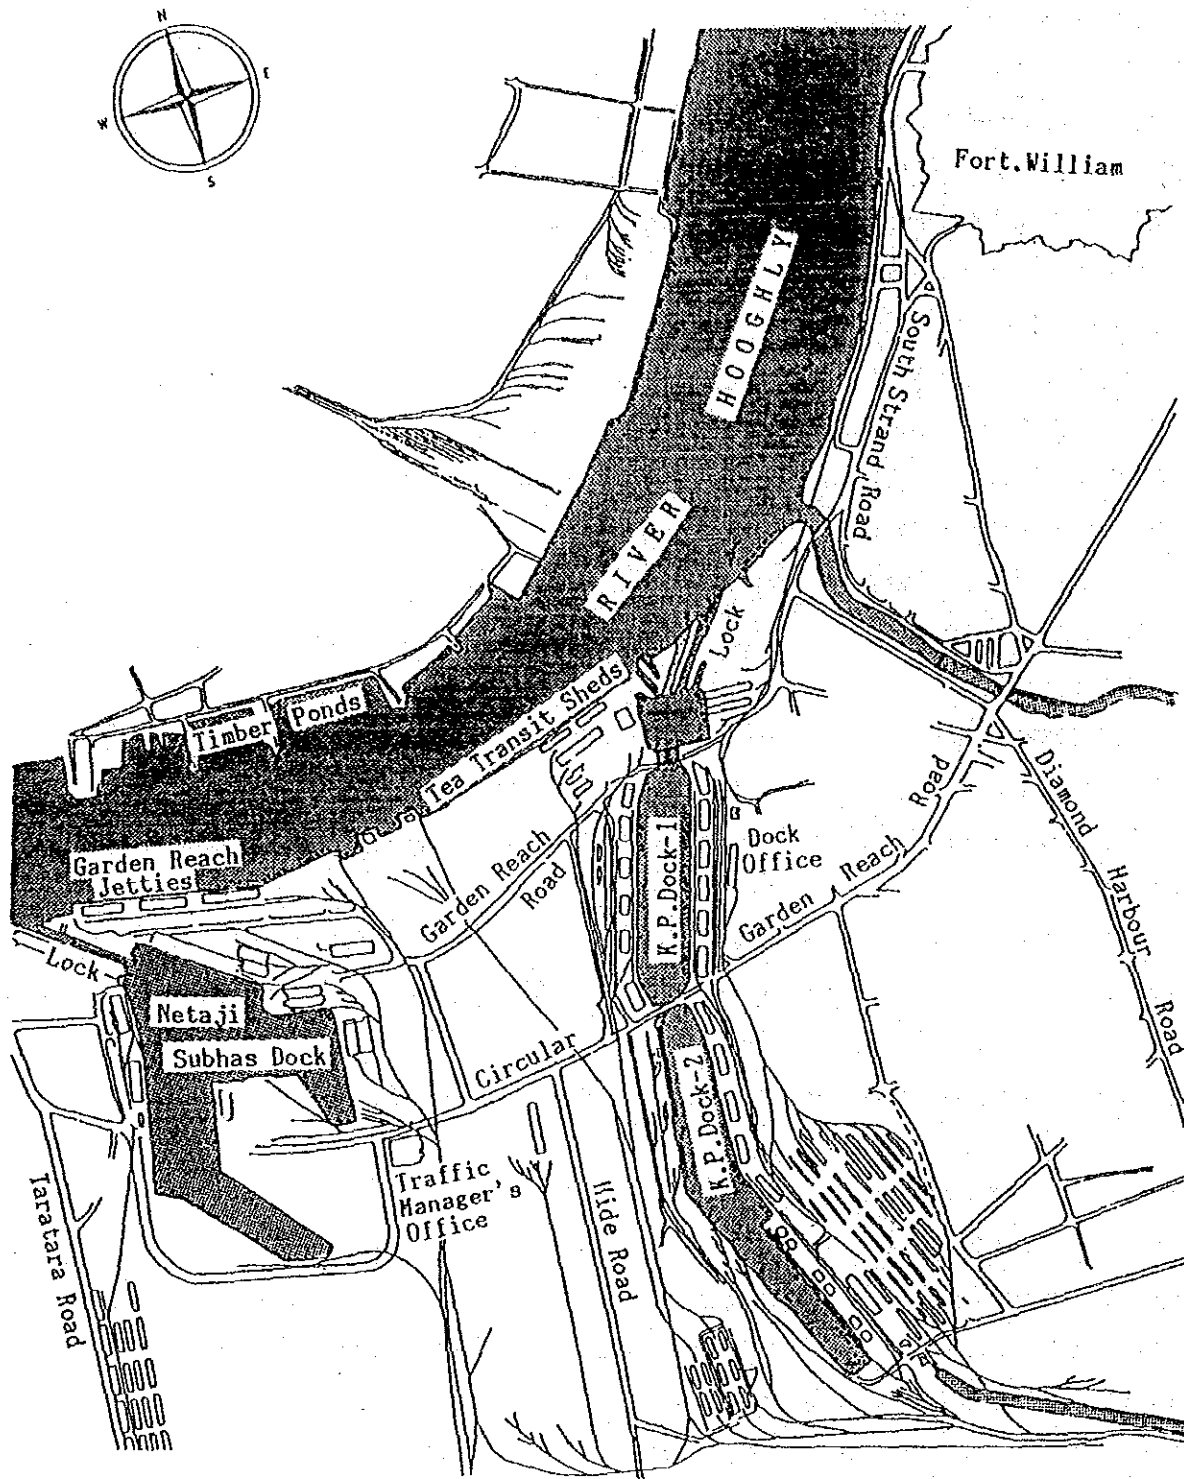 N
E
W
S
Fort.William
HOOGHLY
RIVER
South Strand Road
Lock
Timber Ponds
Tea Transit Sheds
Garden Reach
Jetties
Garden Reach
Road
K.P.Dock-1
Dock
Office
Garden Reach
Road
Diamond
Harbour
Road
Lock
Netaji
Subhas Dock
Circular
K.P.Dock-2
Traffic
Manager's
Office
Hide Road
Taratara Road